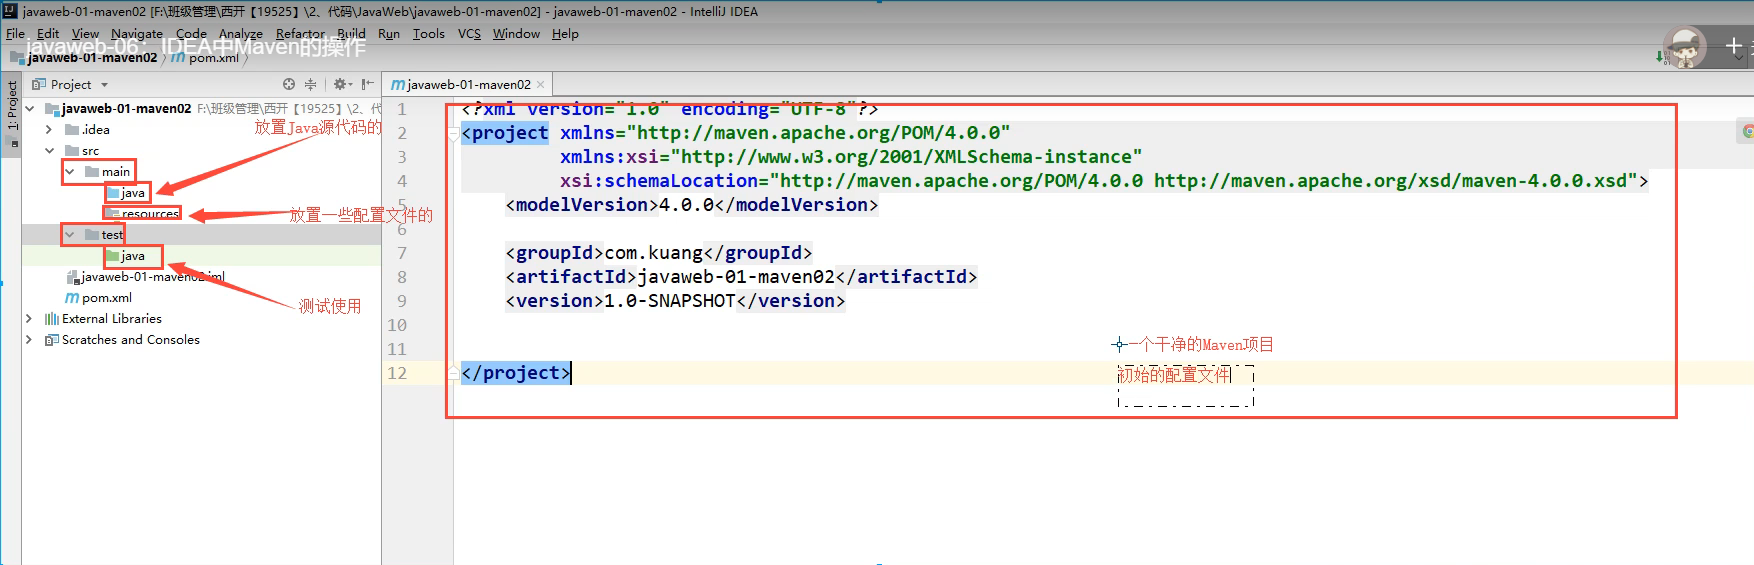 javaweb-01-maven02 [F:\班级管理\西开【19525】\2、代码\JavaWeb\javaweb-01-maven02] - javaweb-01-maven02 - IntelliJ IDEA
File Edit View Navigate Code Analyze Refactor Build Run Tools VCS Window Help
javaweb-06：IDEA中Maven的操作
javaweb-01-maven02 pom.xml
1: Project
Project
javaweb-01-maven02
javaweb-01-maven02 F:\班级管理\西开【19525】\2、代
.idea
放置Java源代码的
src
main
java
resources
放置一些配置文件的
test
java
javaweb-01-maven02.iml
pom.xml
测试使用
External Libraries
Scratches and Consoles
1 <?xml version="1.0" encoding="UTF-8"?>
2 <project xmlns="http://maven.apache.org/POM/4.0.0"
3 xmlns:xsi="http://www.w3.org/2001/XMLSchema-instance"
4 xsi:schemaLocation="http://maven.apache.org/POM/4.0.0 http://maven.apache.org/xsd/maven-4.0.0.xsd">
5 <modelVersion>4.0.0</modelVersion>
6
7 <groupId>com.kuang</groupId>
8 <artifactId>javaweb-01-maven02</artifactId>
9 <version>1.0-SNAPSHOT</version>
10
11
12 </project>
一个干净的Maven项目
初始的配置文件